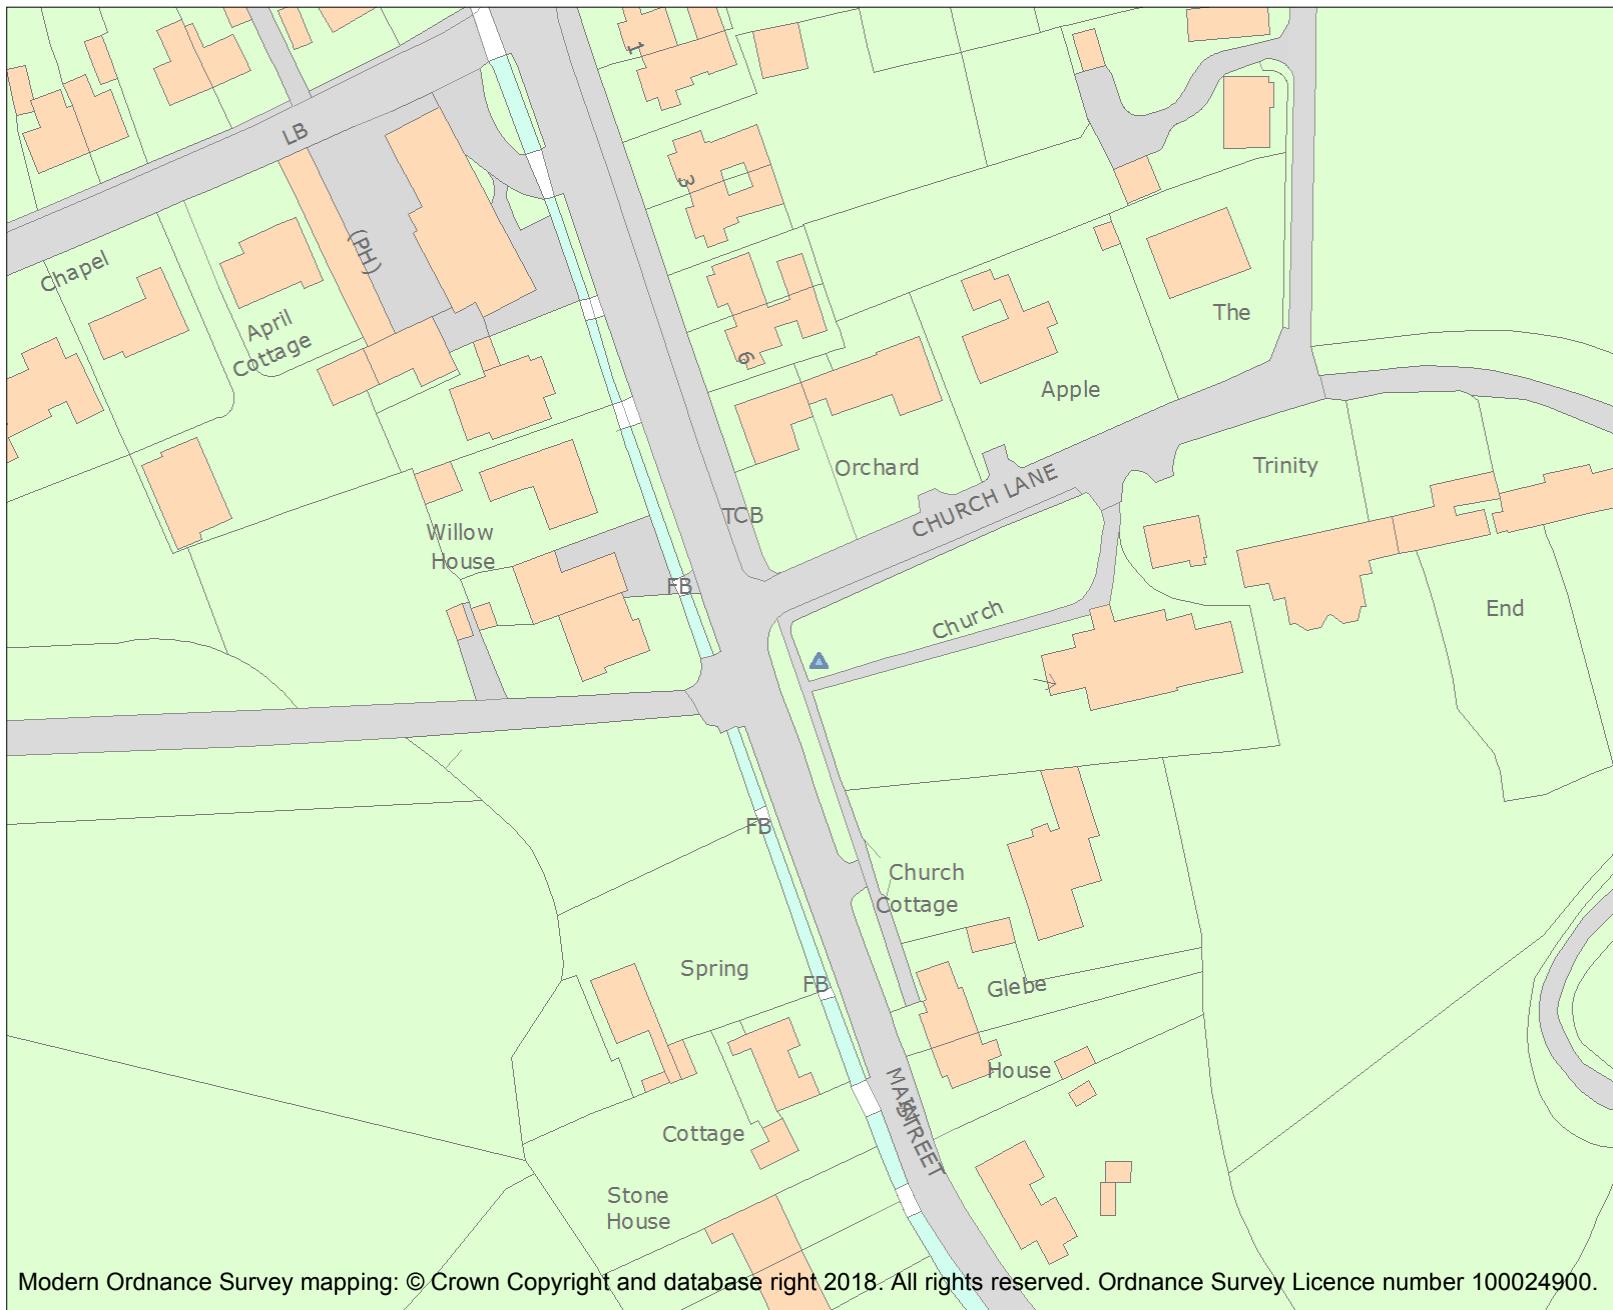 1
LB
3
(PH)
Chapel
The
April
Cottage
6
Apple
Orchard
Trinity
CHURCH LANE
TCB
Willow
House
FB
End
Church
FB
Church
Cottage
Spring
FB
Glebe
House
MAIN
STREET
Cottage
Stone
House
Modern Ordnance Survey mapping: © Crown Copyright and database right 2018. All rights reserved. Ordnance Survey Licence number 100024900.